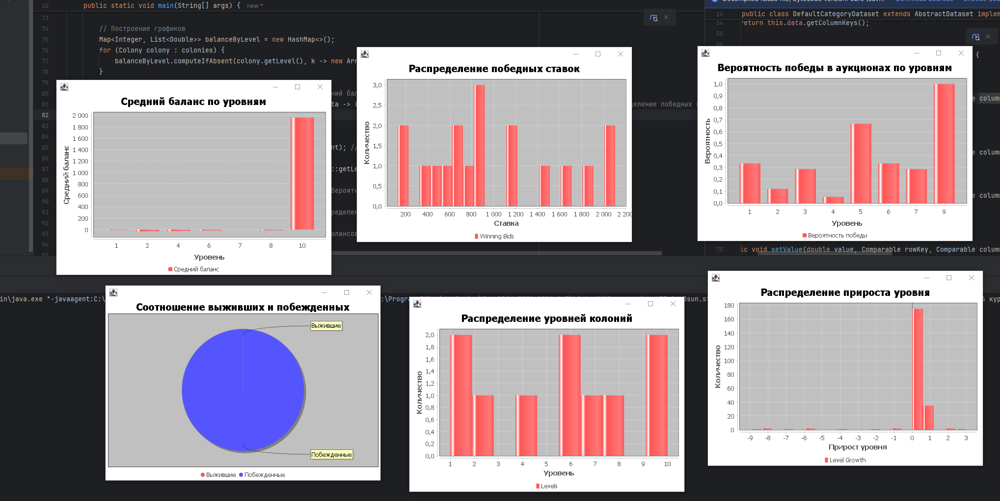 10 public static void main(String[] args) { new *
73
74 // Построение графиков
75 Map<Integer, List<Double>> balanceByLevel = new HashMap<>();
76 for (Colony colony : colonies) {
77 balanceByLevel.computeIfAbsent(colony.getLevel(), k -> new Arr
78 }
79
80 ний бал
81 ta -> ( деление победных
82
83
84
85 nt); //
86
87 ::getLe
88
89 Вероятн
90
91 ределен
92
93 алансов
94
95
14 public class DefaultCategoryDataset extends AbstractDataset implem
54 return this.data.getColumnKeys();
55
56
{
e column
e column
e column
75 ic void setValue(double value, Comparable rowKey, Comparable colum
in\java.exe "-javaagent:C:\ :\Progra Osun.st 4 кур
Средний баланс по уровням
Средний баланс
2 000
1 800
1 600
1 400
1 200
1 000
800
600
400
200
0
1 2 4 6 7 8 10
Уровень
Средний баланс
Распределение победных ставок
Количество
3,0
2,5
2,0
1,5
1,0
0,5
0,0
200 400 600 800 1 000 1 200 1 400 1 600 1 800 2 000 2 200
Ставка
Winning Bids
Вероятность победы в аукционах по уровням
Вероятность
1,0
0,9
0,8
0,7
0,6
0,5
0,4
0,3
0,2
0,1
0,0
1 2 3 4 5 6 7 9
Уровень
Вероятность победы
Соотношение выживших и побежденных
Выжившие
Побежденные
Выжившие Побежденные
Распределение уровней колоний
Количество
2,0
1,8
1,6
1,4
1,2
1,0
0,8
0,6
0,4
0,2
0,0
1 2 3 4 5 6 7 8 9 10
Уровень
Levels
Распределение прироста уровня
Количество
180
160
140
120
100
80
60
40
20
0
-9 -8 -7 -6 -5 -4 -3 -2 -1 0 1 2 3
Прирост уровня
Level Growth